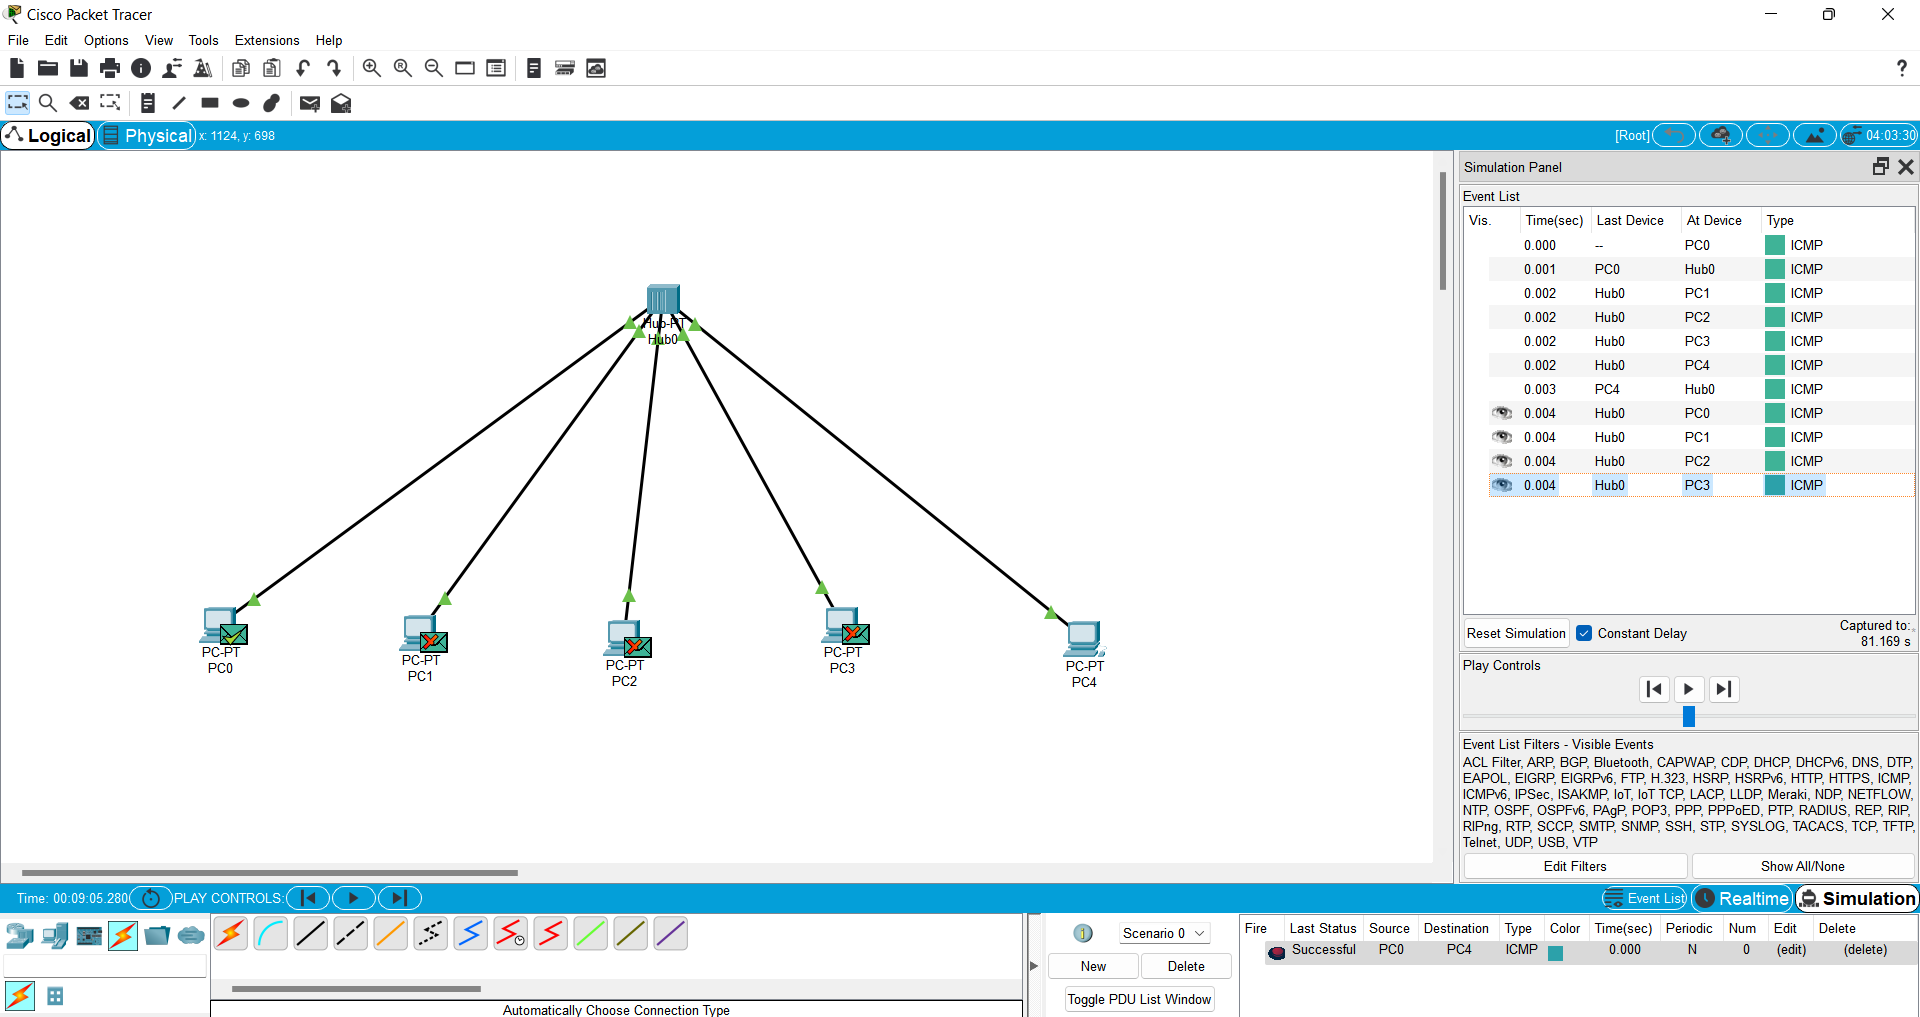 Cisco Packet Tracer
File Edit Options View Tools Extensions Help
?
Logical Physical x: 1124, y: 698 [Root] 04:03:30
Simulation Panel
Event List
Vis. Time(sec) Last Device At Device Type
0.000 -- PC0 ICMP
0.001 PC0 Hub0 ICMP
0.002 Hub0 PC1 ICMP
0.002 Hub0 PC2 ICMP
0.002 Hub0 PC3 ICMP
0.002 Hub0 PC4 ICMP
0.003 PC4 Hub0 ICMP
0.004 Hub0 PC0 ICMP
0.004 Hub0 PC1 ICMP
0.004 Hub0 PC2 ICMP
0.004 Hub0 PC3 ICMP
Hub-PT
Hub0
PC-PT
PC0
PC-PT
PC1
PC-PT
PC2
PC-PT
PC3
PC-PT
PC4
Reset Simulation Constant Delay Captured to:
81.169 s
Play Controls
Event List Filters - Visible Events
ACL Filter, ARP, BGP, Bluetooth, CAPWAP, CDP, DHCP, DHCPv6, DNS, DTP,
EAPOL, EIGRP, EIGRPv6, FTP, H.323, HSRP, HSRPv6, HTTP, HTTPS, ICMP,
ICMPv6, IPSec, ISAKMP, IoT, IoT TCP, LACP, LLDP, Meraki, NDP, NETFLOW,
NTP, OSPF, OSPFv6, PAgP, POP3, PPP, PPPoED, PTP, RADIUS, REP, RIP,
RIPng, RTP, SCCP, SMTP, SNMP, SSH, STP, SYSLOG, TACACS, TCP, TFTP,
Telnet, UDP, USB, VTP
Edit Filters Show All/None
Time: 00:09:05.280 PLAY CONTROLS: Event List Realtime Simulation
1 Scenario 0
New Delete
Toggle PDU List Window
Fire Last Status Source Destination Type Color Time(sec) Periodic Num Edit Delete
Successful PC0 PC4 ICMP 0.000 N 0 (edit) (delete)
Automatically Choose Connection Type